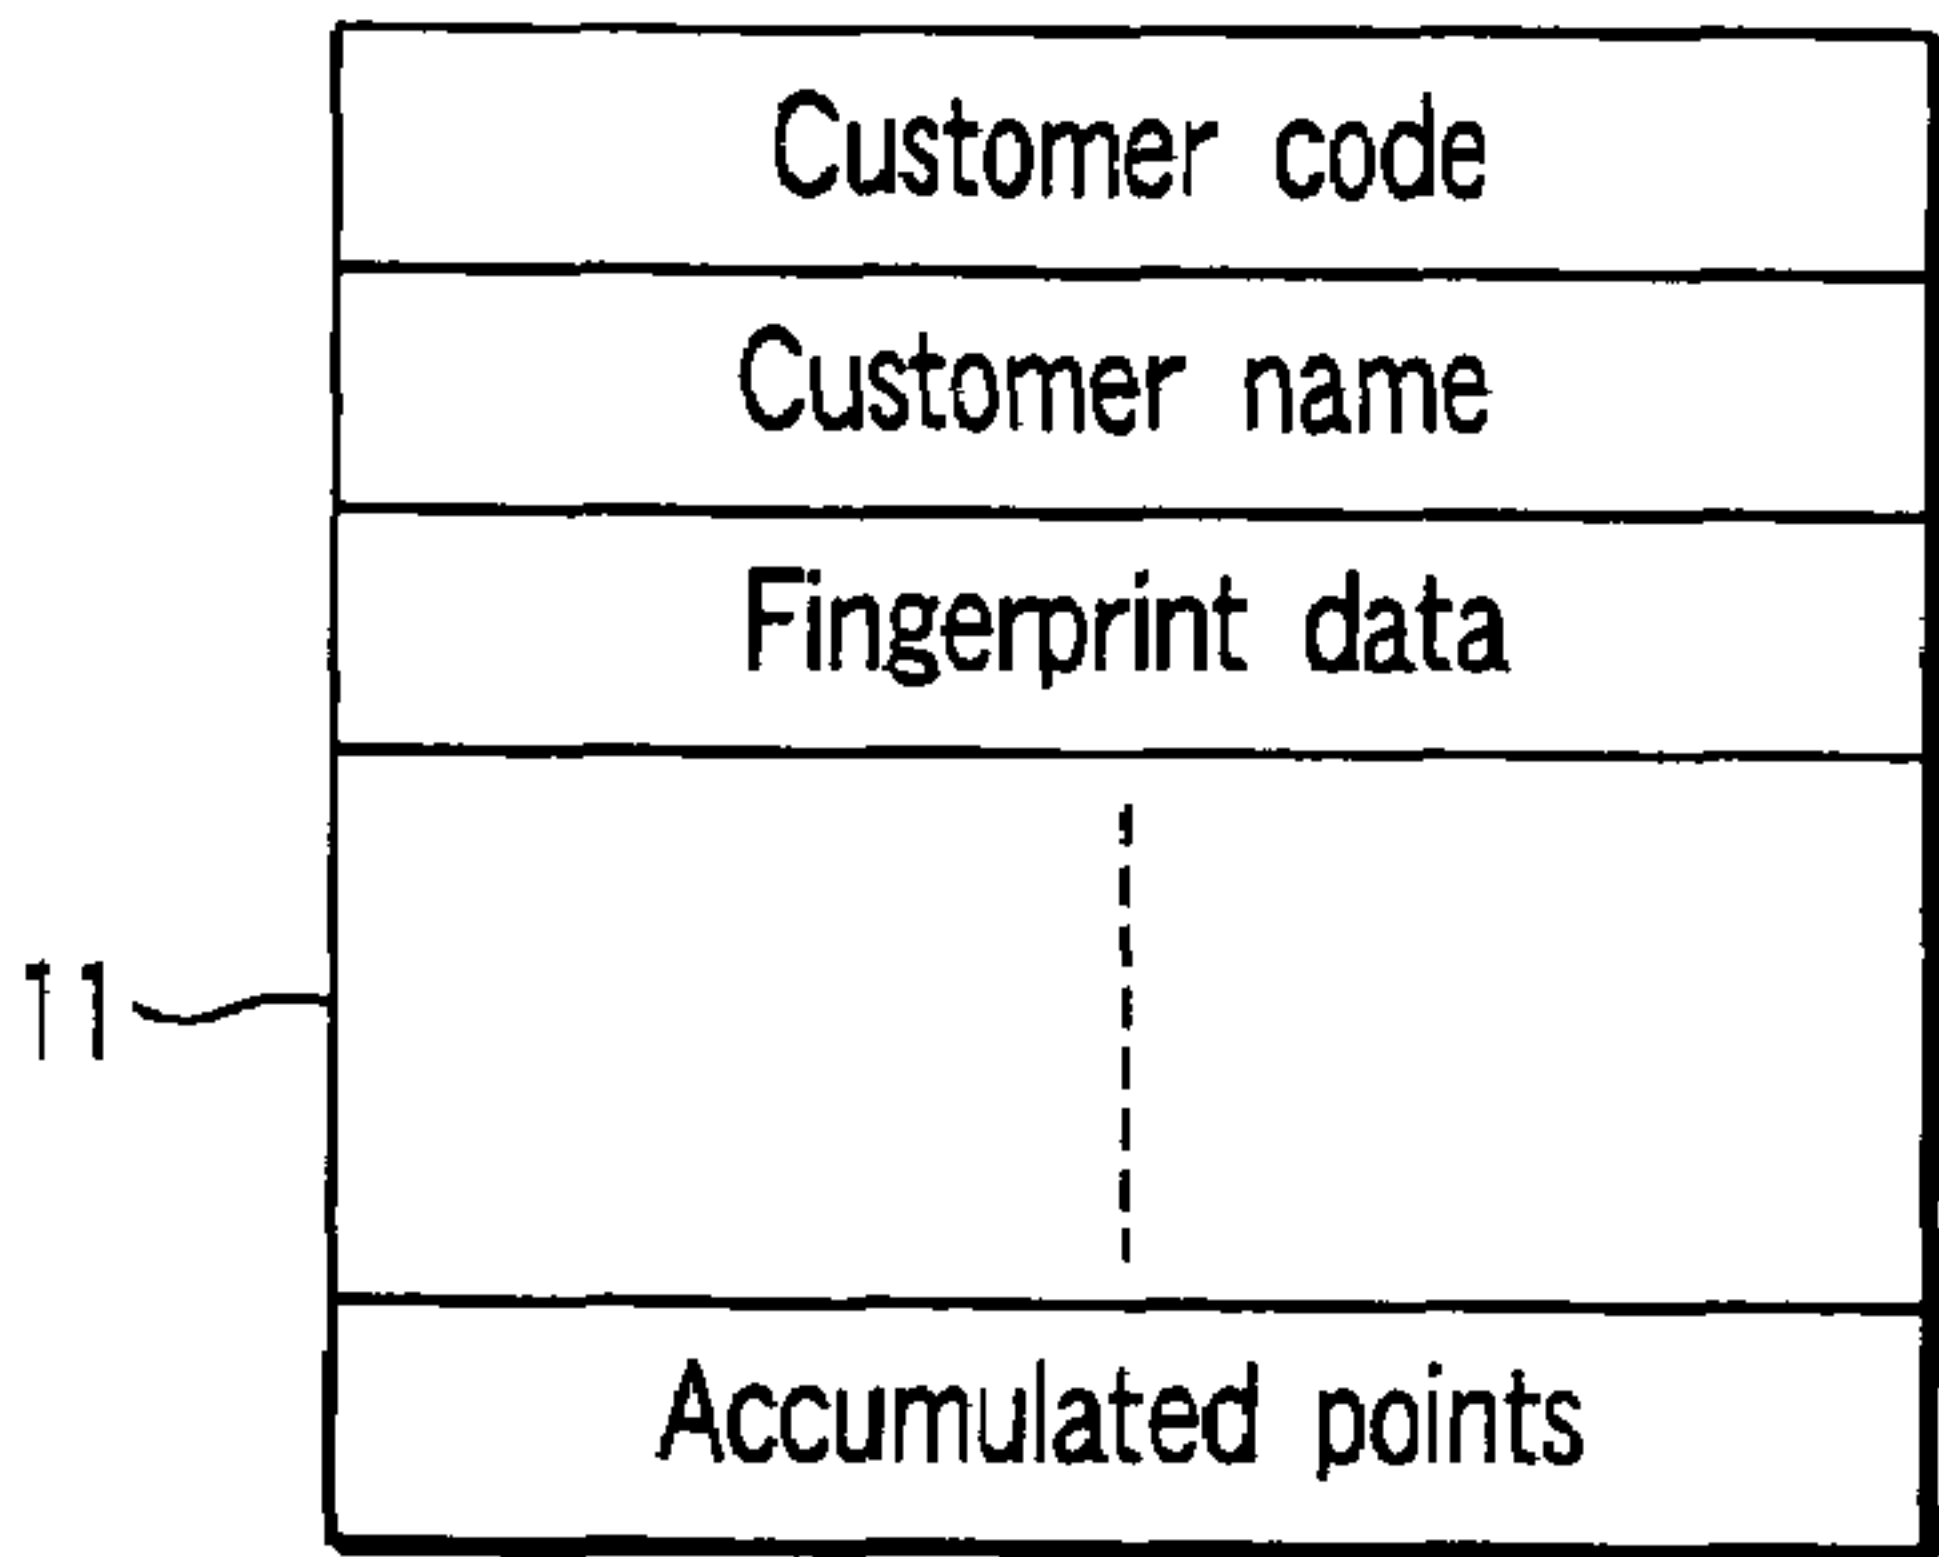 Customer code
Customer name
Fingerprint data
11
Accumulated points